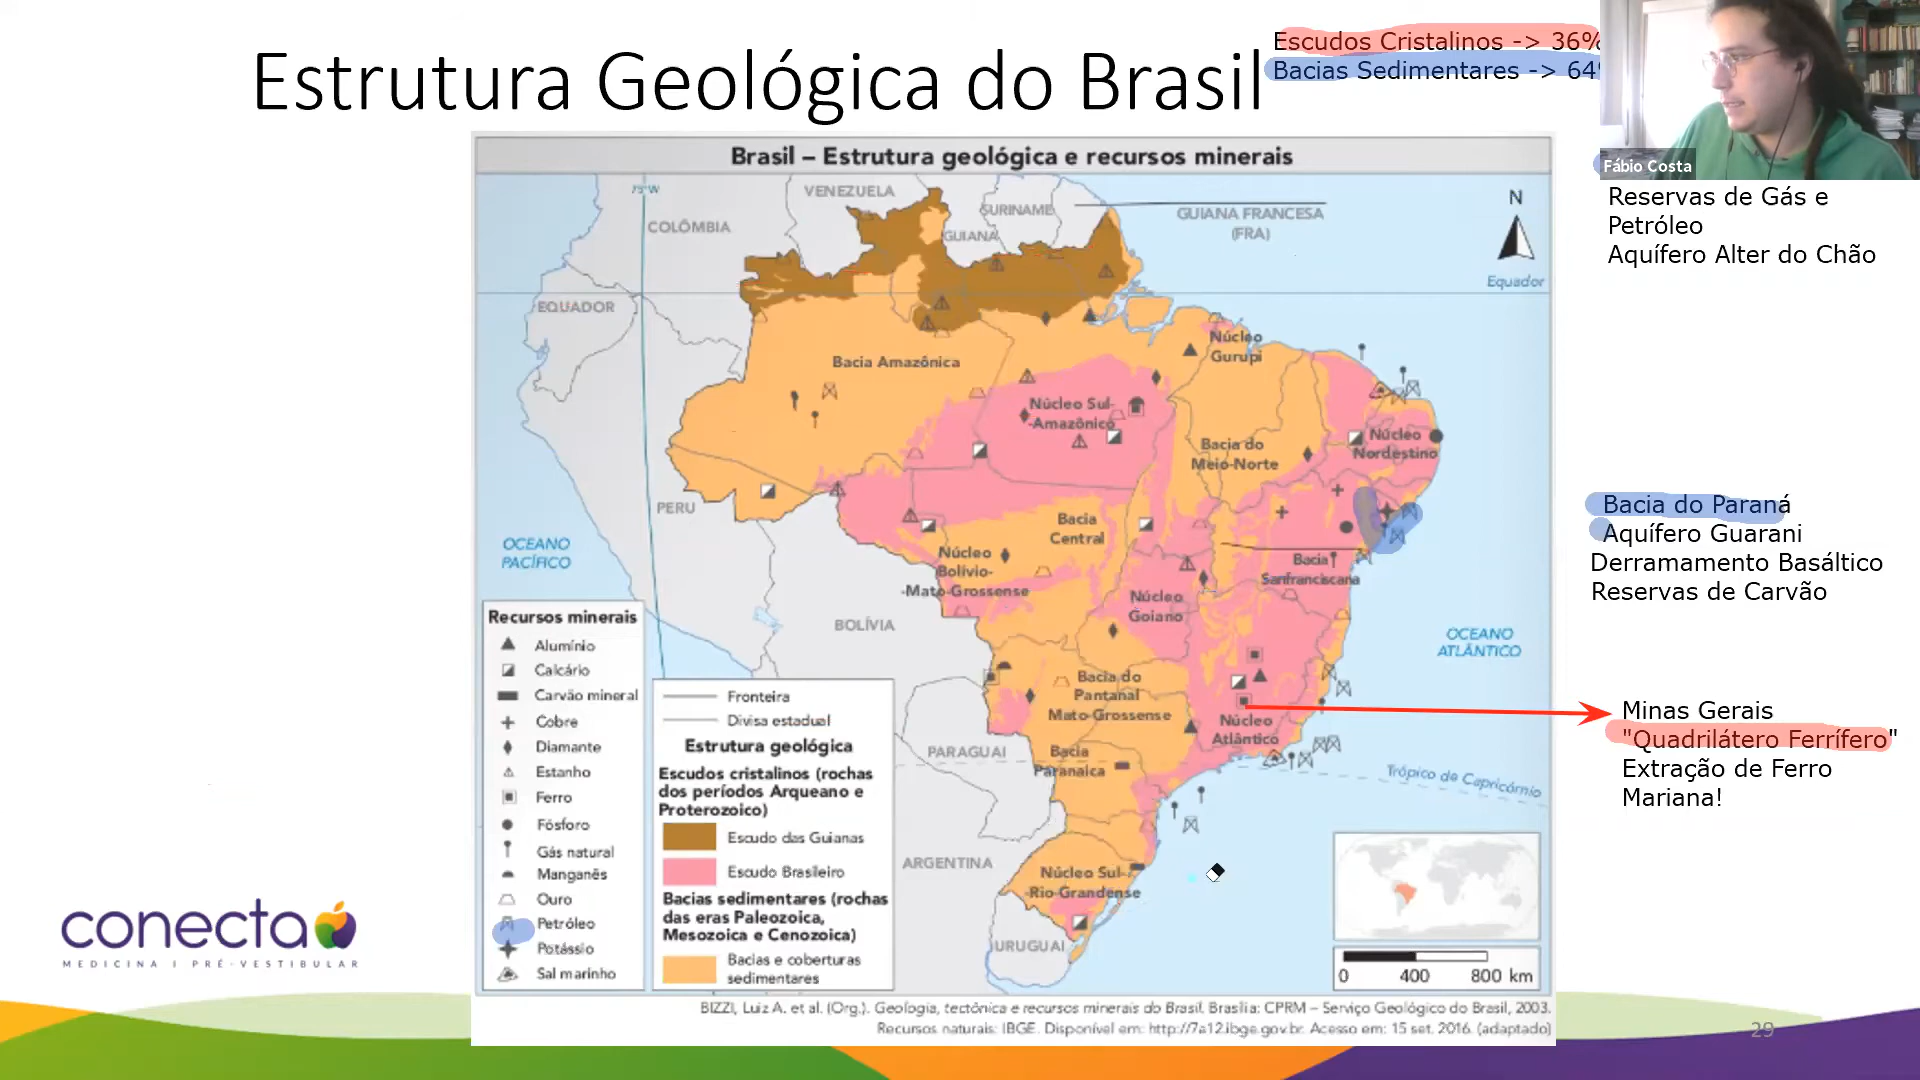 Estrutura Geológica do Brasil
Escudos Cristalinos -> 36%
Bacias Sedimentares -> 64
Fábio Costa
Reservas de Gás e
Petróleo
Aquífero Alter do Chão
Brasil – Estrutura geológica e recursos minerais
75°W
VENEZUELA
COLÔMBIA
SURINAME
GUIANA
GUIANA FRANCESA
(FRA)
N
Equador
EQUADOR
Núcleo
Gurupi
Bacia Amazônica
Núcleo Sul-
-Amazônico
Bacia do
Meio-Norte
Núcleo
Nordestino
PERU
OCEANO
PACÍFICO
Bacia
Central
Núcleo
Bolívio-
-Mato-Grossense
Bacia
Sanfranciscana
Núcleo
Goiano
BOLÍVIA
OCEANO
ATLÂNTICO
Bacia do
Pantanal
Mato-Grossense
Núcleo
Atlântico
PARAGUAI
Bacia
Paranaica
Trópico de Capricórnio
ARGENTINA
Núcleo Sul-
-Rio-Grandense
URUGUAI
Bacia do Paraná
Aquífero Guarani
Derramamento Basáltico
Reservas de Carvão
Minas Gerais
"Quadrilátero Ferrífero"
Extração de Ferro
Mariana!
Recursos minerais
Alumínio
Calcário
Carvão mineral
Cobre
Diamante
Estanho
Ferro
Fósforo
Gás natural
Manganês
Ouro
Petróleo
Potássio
Sal marinho
Fronteira
Divisa estadual
Estrutura geológica
Escudos cristalinos (rochas
dos períodos Arqueano e
Proterozoico)
Escudo das Guianas
Escudo Brasileiro
Bacias sedimentares (rochas
das eras Paleozoica,
Mesozoica e Cenozoica)
Bacias e coberturas
sedimentares
0 400 800 km
BIZZI, Luiz A. et al. (Org.). Geologia, tectônica e recursos minerais do Brasil. Brasília: CPRM – Serviço Geológico do Brasil, 2003.
Recursos naturais: IBGE. Disponível em: http://7a12.ibge.gov.br. Acesso em: 15 set. 2016. (adaptado)
conecta
MEDICINA | PRÉ-VESTIBULAR
29